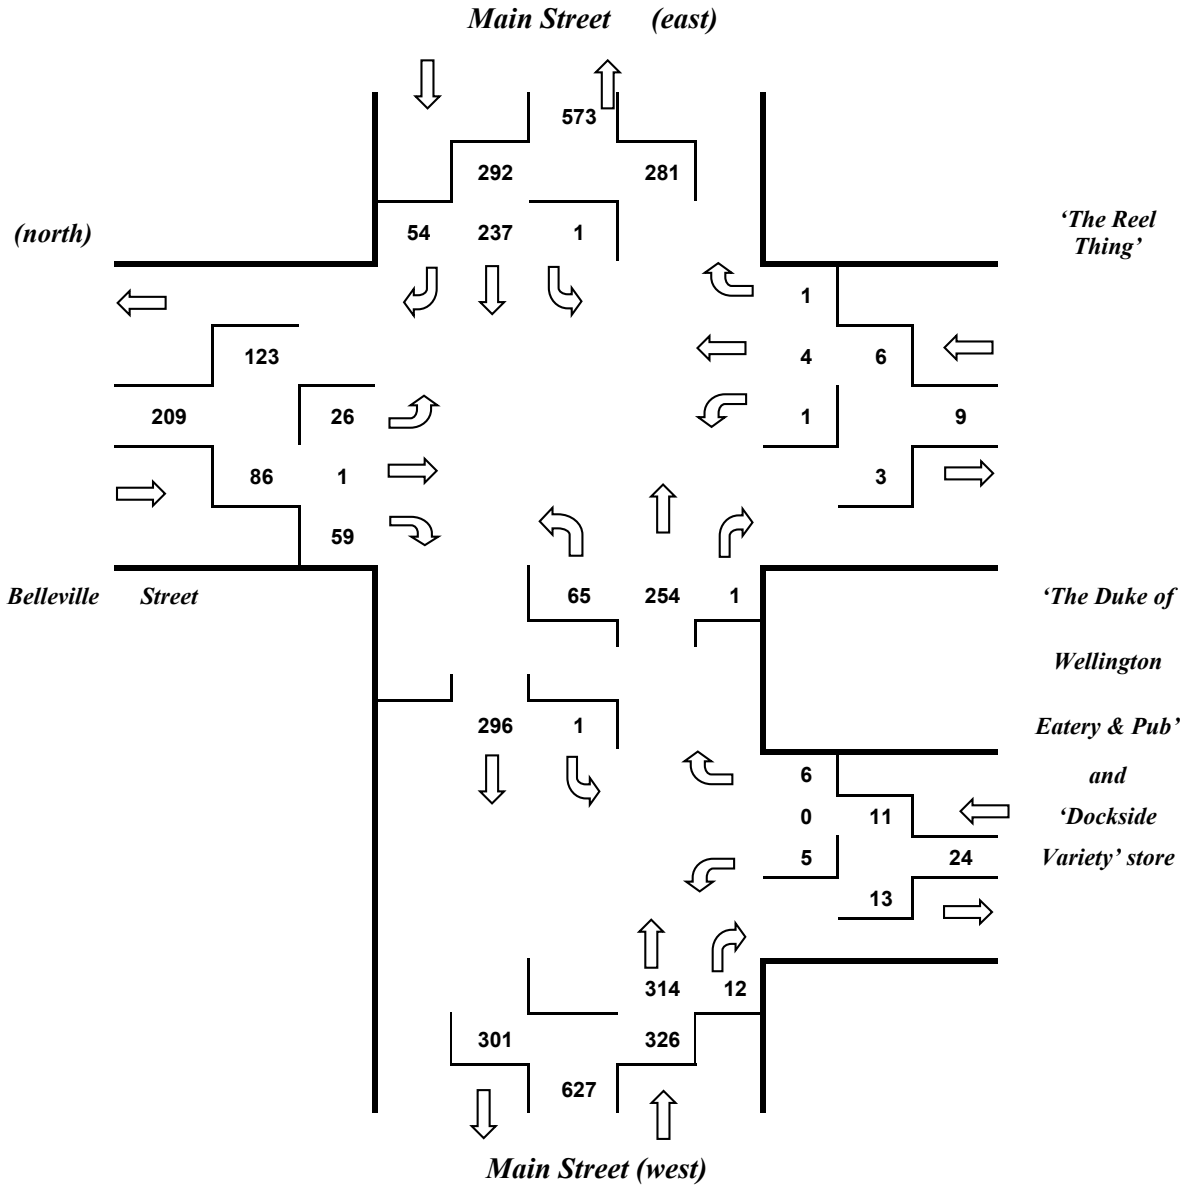 Main Street (east)
573
292 281
(north) 54 237 1 ‘The Reel
Thing’
1
123 4 6
209 26 1 9
86 1 3
59
Belleville Street 65 254 1 ‘The Duke of
Wellington
296 1 Eatery & Pub’
6 and
0 11 ‘Dockside
5 24 Variety’ store
13
314 12
301 326
627
Main Street (west)